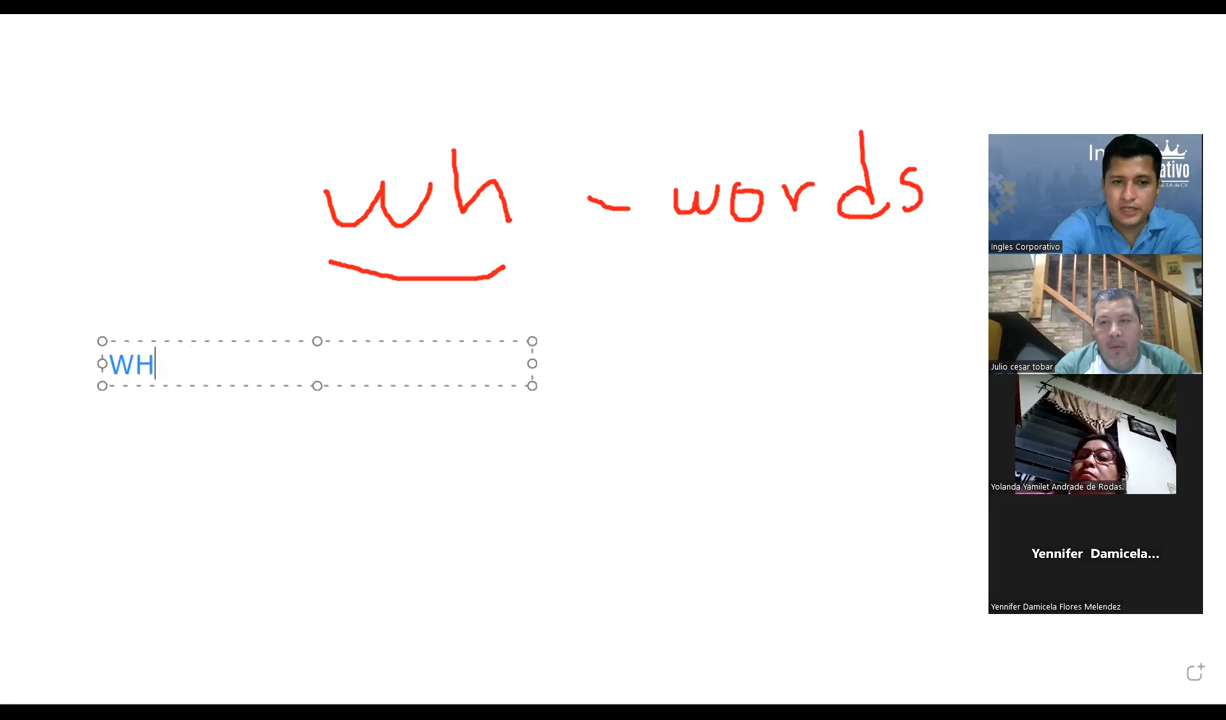 wh - words
WH
Ingles Corporativo
Julio cesar tobar
Yolanda Yamilet Andrade de Rodas.
Yennifer Damicela...
Yennifer Damicela Flores Melendez